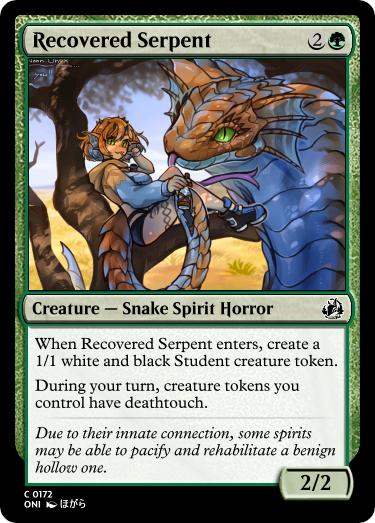 Recovered Serpent 2
Creature — Snake Spirit Horror
When Recovered Serpent enters, create a
1/1 white and black Student creature token.
During your turn, creature tokens you
control have deathtouch.
Due to their innate connection, some spirits
may be able to pacify and rehabilitate a benign
hollow one.
2/2
C 0172
ONI ほがら